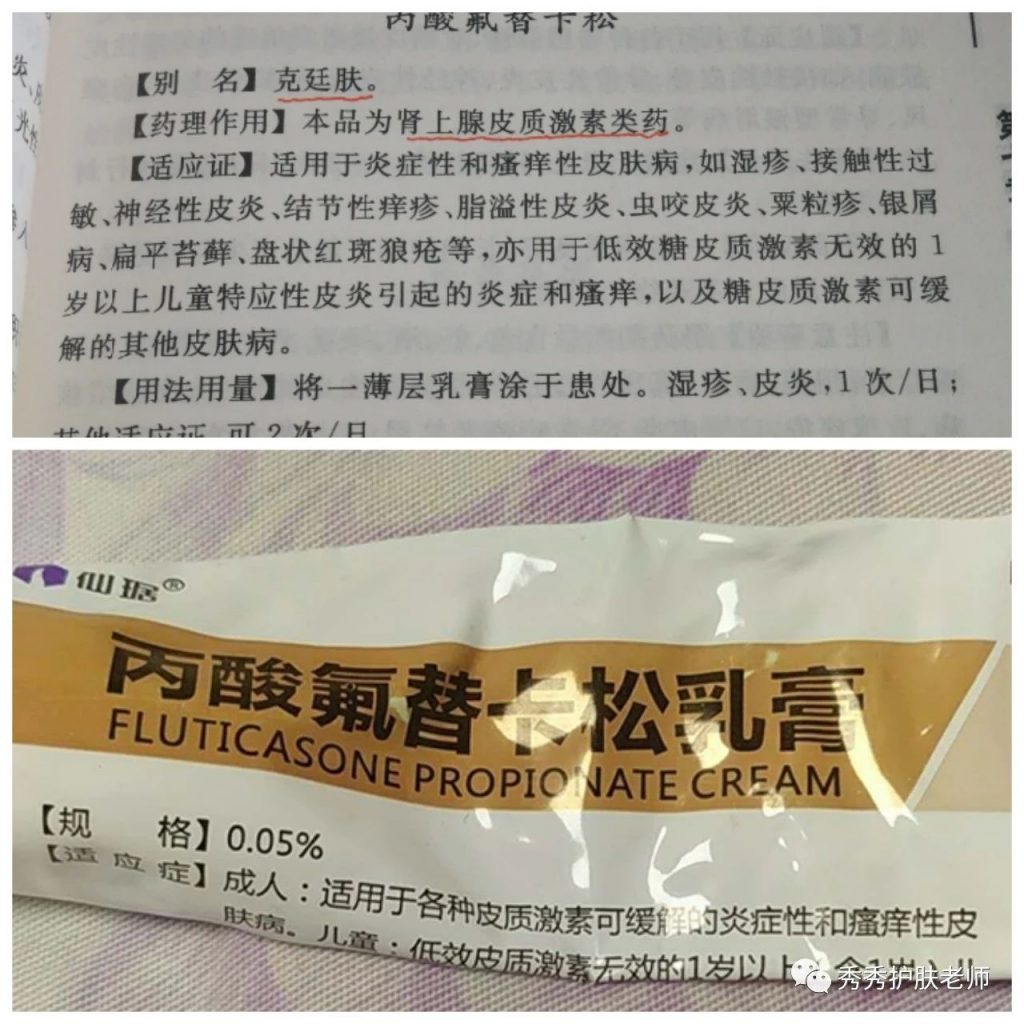 丙酸氟替卡松
【别 名】克廷肤。
【药理作用】本品为肾上腺皮质激素类药。
【适应证】适用于炎症性和瘙痒性皮肤病,如湿疹、接触性过
敏、神经性皮炎、结节性痒疹、脂溢性皮炎、虫咬皮炎、粟粒疹、银屑
病、扁平苔藓、盘状红斑狼疮等,亦用于低效糖皮质激素无效的1
岁以上儿童特应性皮炎引起的炎症和瘙痒,以及糖皮质激素可缓
解的其他皮肤病。
【用法用量】将一薄层乳膏涂于患处。湿疹、皮炎,1次/日;
其他适应证,可2次/日
仙琚®
丙酸氟替卡松乳膏
FLUTICASONE PROPIONATE CREAM
【规 格】0.05%
【适应症】成人:适用于各种皮质激素可缓解的炎症性和瘙痒性皮
肤病。儿童:低效皮质激素无效的1岁以上
秀秀护肤老师